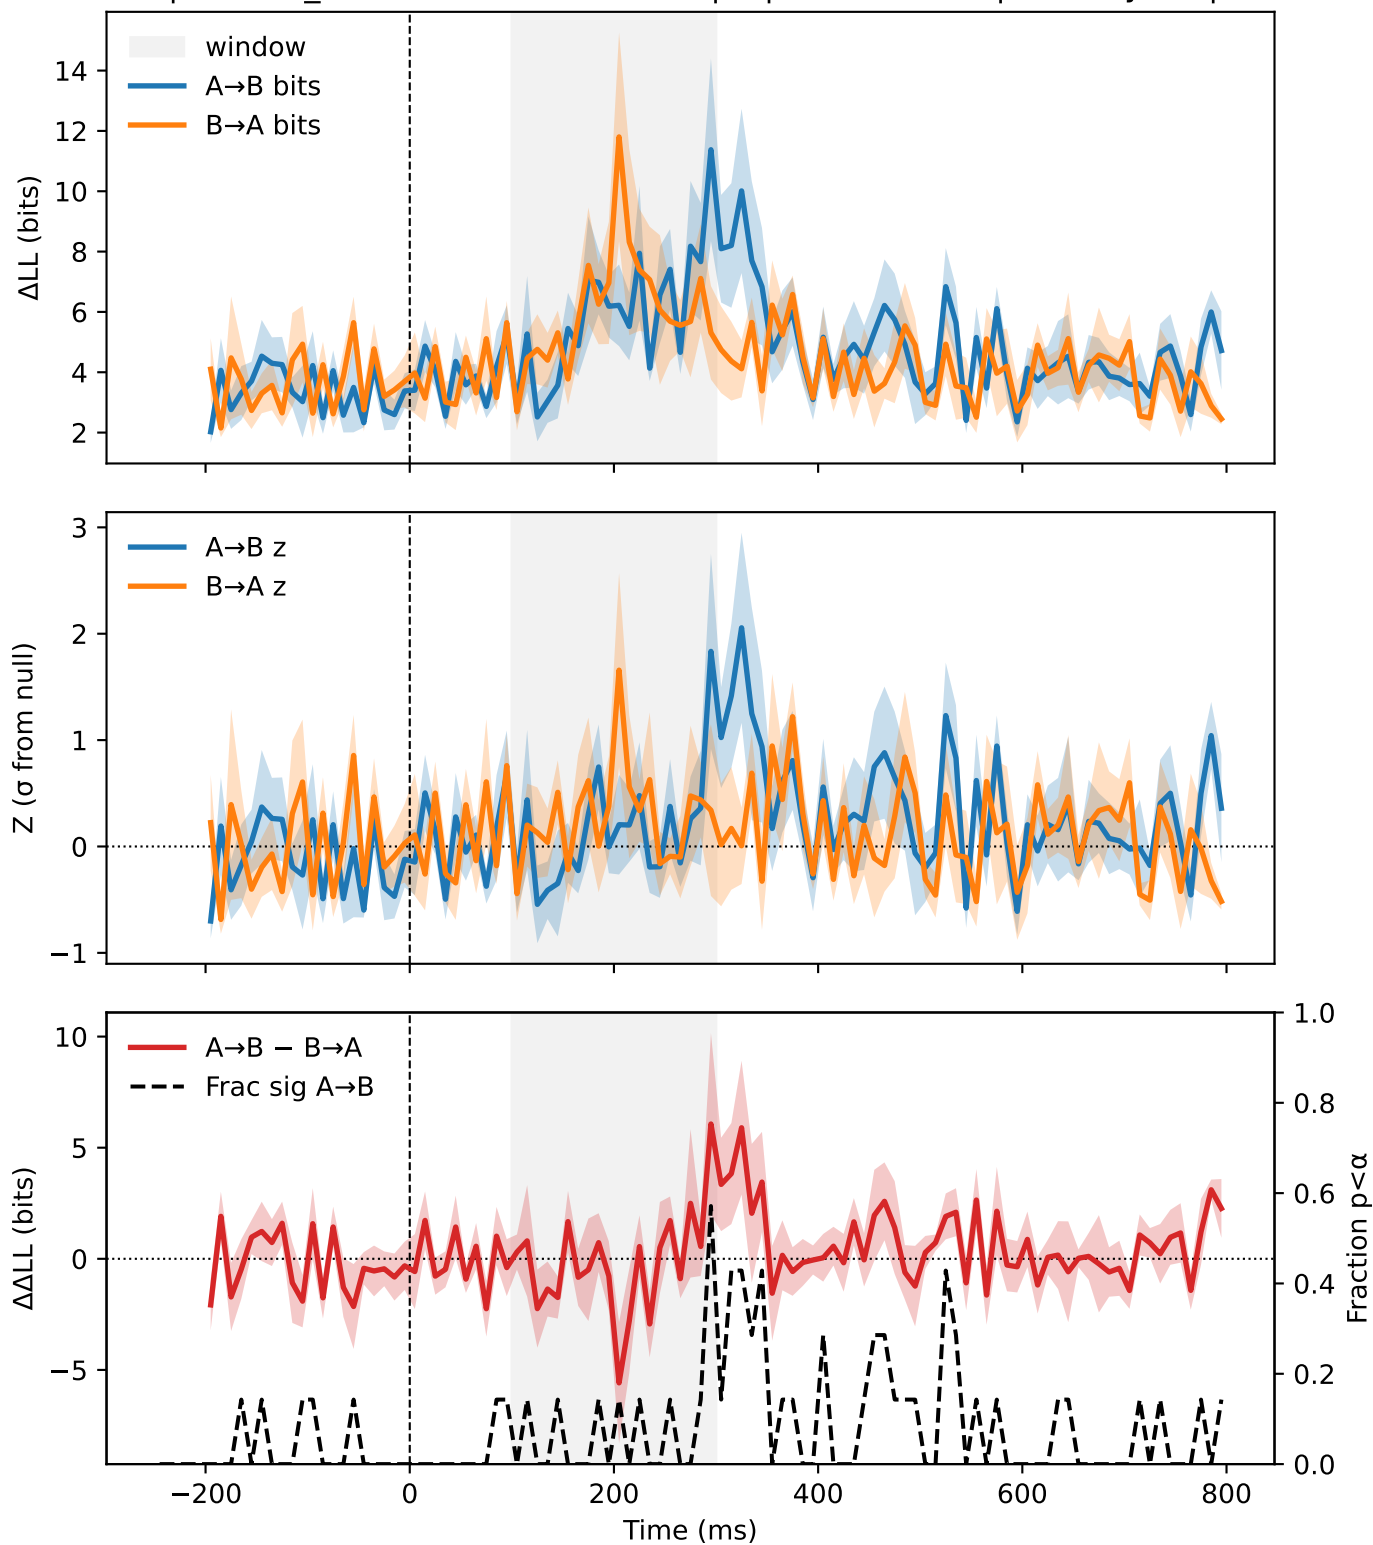 window
A→B bits
B→A bits
ΔLL (bits)
14
12
10
8
6
4
2
A→B z
B→A z
Z (σ from null)
3
2
1
0
−1
A→B − B→A
Frac sig A→B
ΔΔLL (bits)
10
5
0
−5
1.0
0.8
0.6
0.4
0.2
0.0
Fraction p<α
−200
0
200
400
600
800
Time (ms)